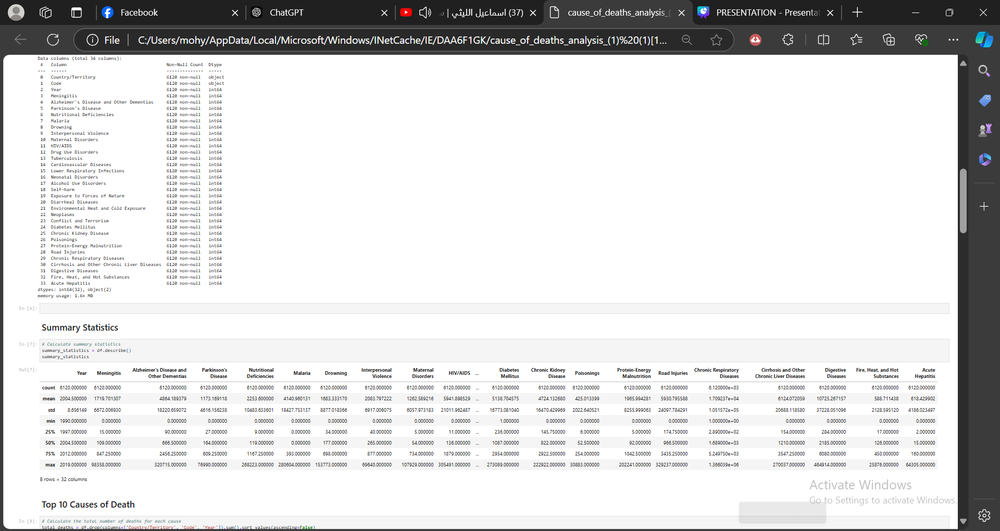 Facebook
ChatGPT
(37) اسماعيل الليثي | س
cause_of_deaths_analysis_(
PRESENTATION - Presentat
File
C:/Users/mohy/AppData/Local/Microsoft/Windows/INetCache/IE/DAA6F1GK/cause_of_deaths_analysis_(1)%20(1)[1...
Data columns (total 34 columns):
# Column Non-Null Count Dtype
--- ------ -------------- -----
0 Country/Territory 6120 non-null object
1 Code 6120 non-null object
2 Year 6120 non-null int64
3 Meningitis 6120 non-null int64
4 Alzheimer's Disease and Other Dementias 6120 non-null int64
5 Parkinson's Disease 6120 non-null int64
6 Nutritional Deficiencies 6120 non-null int64
7 Malaria 6120 non-null int64
8 Drowning 6120 non-null int64
9 Interpersonal Violence 6120 non-null int64
10 Maternal Disorders 6120 non-null int64
11 HIV/AIDS 6120 non-null int64
12 Drug Use Disorders 6120 non-null int64
13 Tuberculosis 6120 non-null int64
14 Cardiovascular Diseases 6120 non-null int64
15 Lower Respiratory Infections 6120 non-null int64
16 Neonatal Disorders 6120 non-null int64
17 Alcohol Use Disorders 6120 non-null int64
18 Self-harm 6120 non-null int64
19 Exposure to Forces of Nature 6120 non-null int64
20 Diarrheal Diseases 6120 non-null int64
21 Environmental Heat and Cold Exposure 6120 non-null int64
22 Neoplasms 6120 non-null int64
23 Conflict and Terrorism 6120 non-null int64
24 Diabetes Mellitus 6120 non-null int64
25 Chronic Kidney Disease 6120 non-null int64
26 Poisonings 6120 non-null int64
27 Protein-Energy Malnutrition 6120 non-null int64
28 Road Injuries 6120 non-null int64
29 Chronic Respiratory Diseases 6120 non-null int64
30 Cirrhosis and Other Chronic Liver Diseases 6120 non-null int64
31 Digestive Diseases 6120 non-null int64
32 Fire, Heat, and Hot Substances 6120 non-null int64
33 Acute Hepatitis 6120 non-null int64
dtypes: int64(32), object(2)
memory usage: 1.6+ MB
In [6]:
Summary Statistics
In [7]: # Calculate summary statistics
summary_statistics = df.describe()
summary_statistics
Out[7]:
Year Meningitis Alzheimer's Disease and Other Dementias Parkinson's Disease Nutritional Deficiencies Malaria Drowning Interpersonal Violence Maternal Disorders HIV/AIDS ... Diabetes Mellitus Chronic Kidney Disease Poisonings Protein-Energy Malnutrition Road Injuries Chronic Respiratory Diseases Cirrhosis and Other Chronic Liver Diseases Digestive Diseases Fire, Heat, and Hot Substances Acute Hepatitis
count 6120.000000 6120.000000 6120.000000 6120.000000 6120.000000 6120.000000 6120.000000 6120.000000 6120.000000 6120.000000 ... 6120.000000 6120.000000 6120.000000 6120.000000 6120.000000 6.120000e+03 6120.000000 6120.000000 6120.000000 6120.000000
mean 2004.500000 1719.701307 4864.189379 1173.169118 2253.600000 4140.960131 1683.333170 2083.797222 1262.589216 5941.898529 ... 5138.704575 4724.132680 425.013399 1965.994281 5930.795588 1.709237e+04 6124.072059 10725.267157 588.711438 618.429902
std 8.656149 6672.006930 18220.659072 4616.156238 10483.633601 18427.753137 8877.018366 6917.006075 6057.973183 21011.962487 ... 16773.081040 16470.429969 2022.640521 8255.999063 24097.784291 1.051572e+05 20688.118580 37228.051096 2128.595120 4186.023497
min 1990.000000 0.000000 0.000000 0.000000 0.000000 0.000000 0.000000 0.000000 0.000000 0.000000 ... 1.000000 0.000000 0.000000 0.000000 0.000000 1.000000e+00 0.000000 0.000000 0.000000 0.000000
25% 1997.000000 15.000000 90.000000 27.000000 9.000000 0.000000 34.000000 40.000000 5.000000 11.000000 ... 236.000000 145.750000 6.000000 5.000000 174.750000 2.890000e+02 154.000000 284.000000 17.000000 2.000000
50% 2004.500000 109.000000 666.500000 164.000000 119.000000 0.000000 177.000000 265.000000 54.000000 136.000000 ... 1087.000000 822.000000 52.500000 92.000000 966.500000 1.689000e+03 1210.000000 2185.000000 126.000000 15.000000
75% 2012.000000 847.250000 2456.250000 609.250000 1167.250000 393.000000 698.000000 877.000000 734.000000 1879.000000 ... 2954.000000 2922.500000 254.000000 1042.500000 3435.250000 5.249750e+03 3547.250000 6080.000000 450.000000 160.000000
max 2019.000000 98358.000000 320715.000000 76990.000000 268223.000000 280604.000000 153773.000000 69640.000000 107929.000000 305491.000000 ... 273089.000000 222922.000000 30883.000000 202241.000000 329237.000000 1.366039e+06 270037.000000 464914.000000 25876.000000 64305.000000
8 rows × 32 columns
Activate Windows
Go to Settings to activate Windows.
Top 10 Causes of Death
In [8]: # Calculate the total number of deaths for each cause
total_deaths = df.drop(columns=['Country/Territory', 'Code', 'Year']).sum().sort_values(ascending=False)